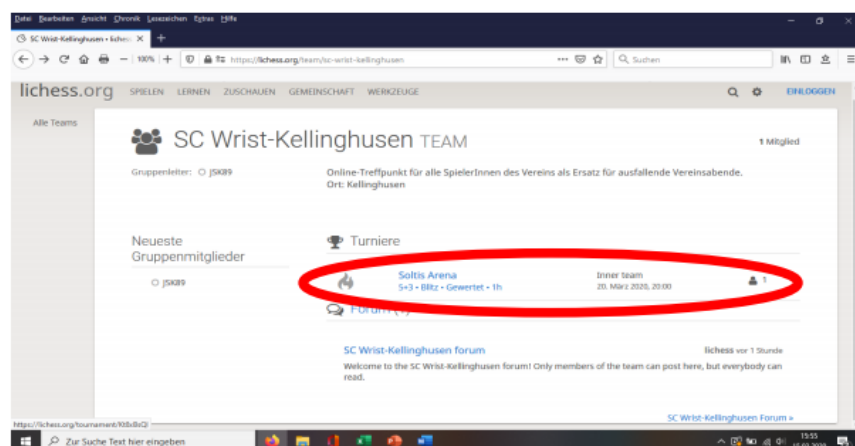 Datei Bearbeiten Ansicht Chronik Lesezeichen Extras Hilfe
SC Wrist-Kellinghusen • lichess
100%
https://lichess.org/team/sc-wrist-kellinghusen
Suchen
lichess.org SPIELEN LERNEN ZUSCHAUEN GEMEINSCHAFT WERKZEUGE EINLOGGEN
Alle Teams
SC Wrist-Kellinghusen TEAM
1 Mitglied
Gruppenleiter: JSK89
Online-Treffpunkt für alle SpielerInnen des Vereins als Ersatz für ausfallende Vereinsabende.
Ort: Kellinghusen
Neueste
Gruppenmitglieder
JSK89
Turniere
Soltis Arena
5+3 • Blitz • Gewertet • 1h
Inner team
20. März 2020, 20:00
1
Forum
SC Wrist-Kellinghusen forum
lichess vor 1 Stunde
Welcome to the SC Wrist-Kellinghusen forum! Only members of the team can post here, but everybody can
read.
SC Wrist-Kellinghusen Forum »
Zur Suche Text hier eingeben
15:55